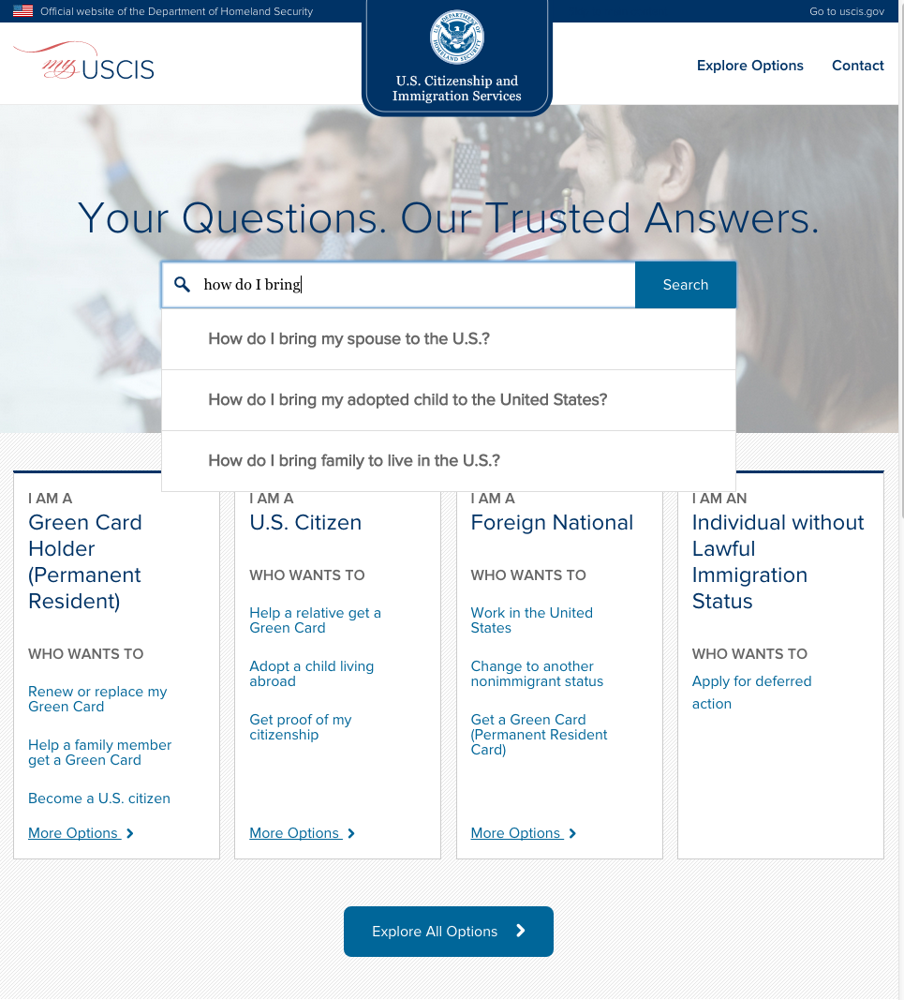 Official website of the Department of Homeland Security
Go to uscis.gov
my USCIS
U.S. DEPARTMENT OF HOMELAND SECURITY
U.S. Citizenship and
Immigration Services
Explore Options
Contact
Your Questions. Our Trusted Answers.
how do I bring
Search
How do I bring my spouse to the U.S.?
How do I bring my adopted child to the United States?
How do I bring family to live in the U.S.?
I AM A
Green Card
Holder
(Permanent
Resident)
WHO WANTS TO
Renew or replace my
Green Card
Help a family member
get a Green Card
Become a U.S. citizen
More Options
I AM A
U.S. Citizen
WHO WANTS TO
Help a relative get a
Green Card
Adopt a child living
abroad
Get proof of my
citizenship
More Options
I AM A
Foreign National
WHO WANTS TO
Work in the United
States
Change to another
nonimmigrant status
Get a Green Card
(Permanent Resident
Card)
More Options
I AM AN
Individual without
Lawful
Immigration
Status
WHO WANTS TO
Apply for deferred
action
Explore All Options